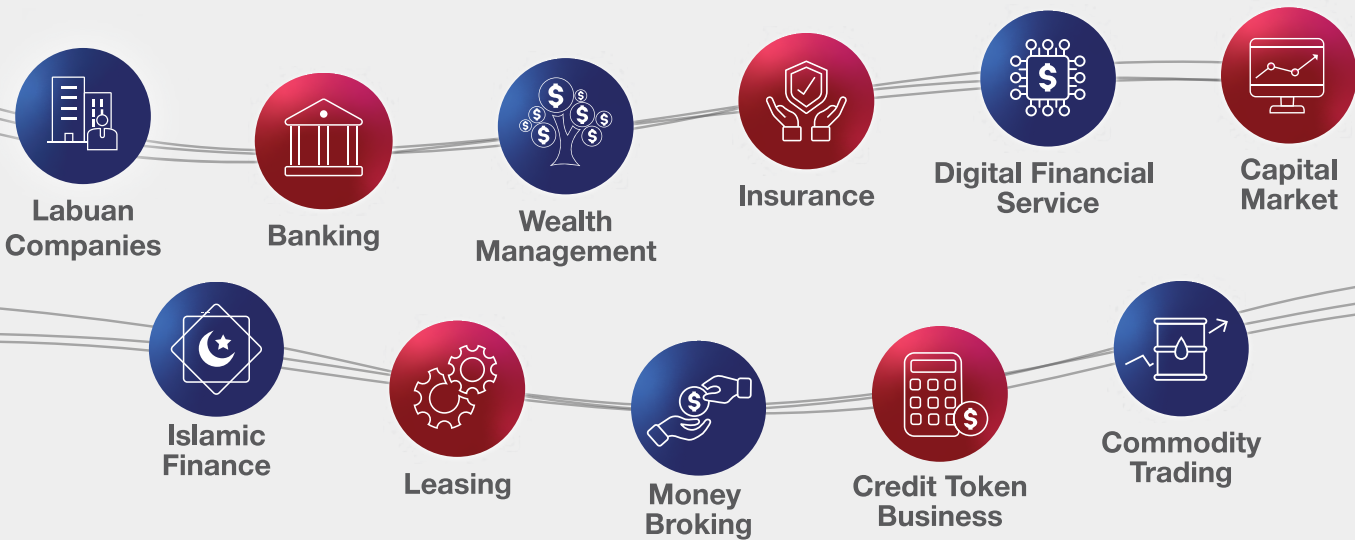 Labuan
Companies
Banking
Wealth
Management
Insurance
Digital Financial
Service
Capital
Market
Islamic
Finance
Leasing
Money
Broking
Credit Token
Business
Commodity
Trading